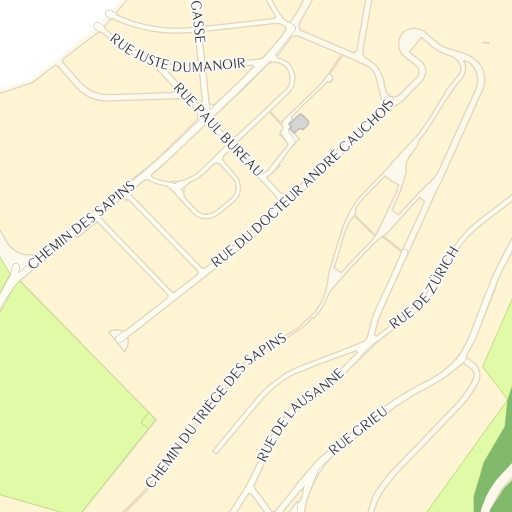 GASSE
RUE JUSTE DUMANOIR
RUE PAUL BUREAU
RUE DU DOCTEUR ANDRÉ CAUCHOIS
CHEMIN DES SAPINS
RUE DE ZÜRICH
CHEMIN DU TRIÈGE DES SAPINS
RUE DE LAUSANNE
RUE GRIEU